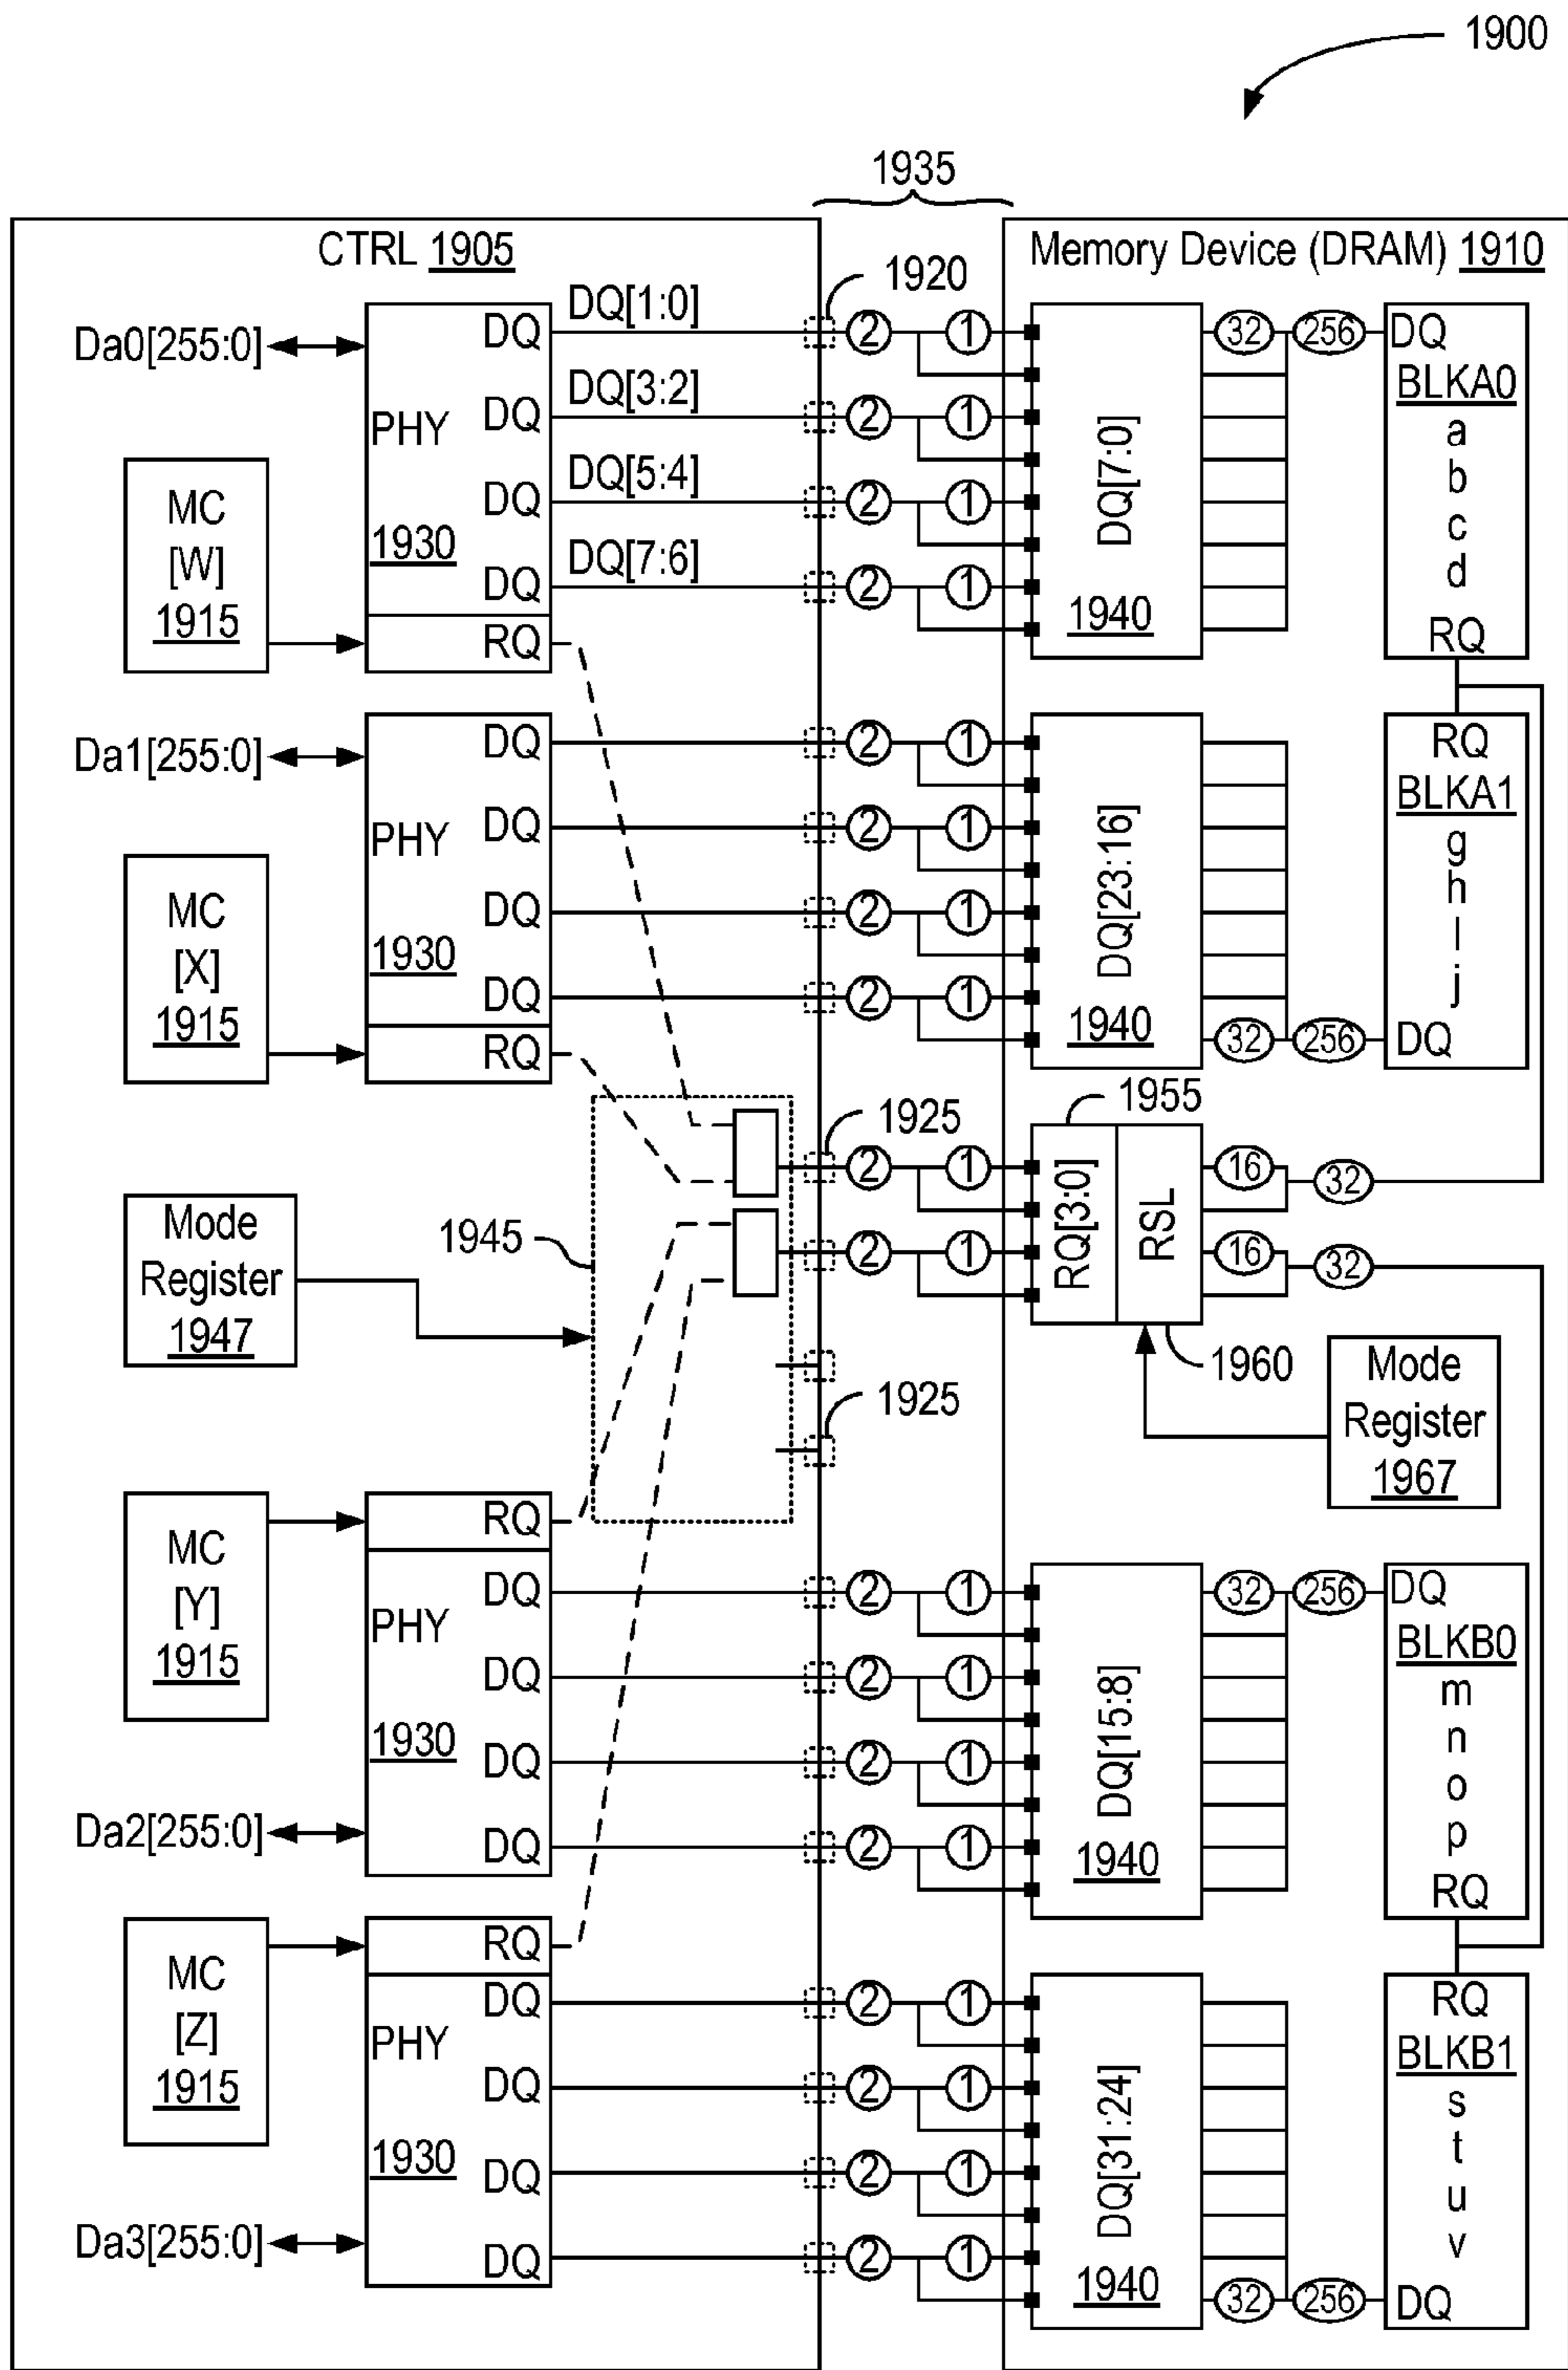 1900
1935
CTRL 1905
Memory Device (DRAM) 1910
1920
Da0[255:0]
PHY
1930
DQ
DQ
DQ
DQ
RQ
DQ[1:0]
DQ[3:2]
DQ[5:4]
DQ[7:6]
MC
[W]
1915
2 1
2 1
2 1
2 1
DQ[7:0]
1940
32 256
DQ
BLKA0
a
b
c
d
RQ
Da1[255:0]
PHY
1930
DQ
DQ
DQ
DQ
RQ
MC
[X]
1915
2 1
2 1
2 1
2 1
DQ[23:16]
1940
32 256
RQ
BLKA1
g
h
l
j
DQ
1925
1955
2 1
2 1
RQ[3:0]
RSL
16 32
16 32
1945
Mode
Register
1947
1925
1960
Mode
Register
1967
MC
[Y]
1915
RQ
PHY
1930
DQ
DQ
DQ
DQ
Da2[255:0]
2 1
2 1
2 1
2 1
DQ[15:8]
1940
32 256
DQ
BLKB0
m
n
o
p
RQ
MC
[Z]
1915
RQ
PHY
1930
DQ
DQ
DQ
DQ
Da3[255:0]
2 1
2 1
2 1
2 1
DQ[31:24]
1940
32 256
RQ
BLKB1
s
t
u
v
DQ